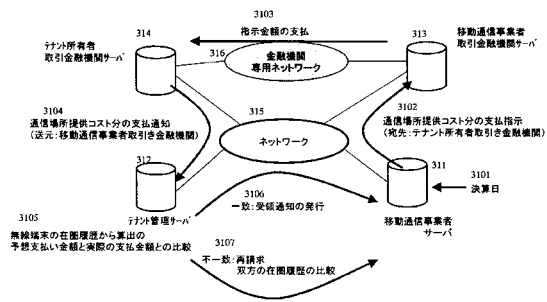 3103
指示金額の支払
314
テナント所有者
取引金融機関サーバ
316
金融機関
専用ネットワーク
313
移動通信事業者
取引金融機関サーバ
3104
通信場所提供コスト分の支払通知
(送元:移動通信事業者取引き金融機関)
315
ネットワーク
3102
通信場所提供コスト分の支払指示
(宛先:テナント所有者取引き金融機関)
312
テナント管理サーバ
311
移動通信事業者
サーバ
3101
決算日
3106
一致:受領通知の発行
3105
無線端末の在圏履歴から算出の
予想支払い金額と実際の支払金額との比較
3107
不一致:再請求
双方の在圏履歴の比較